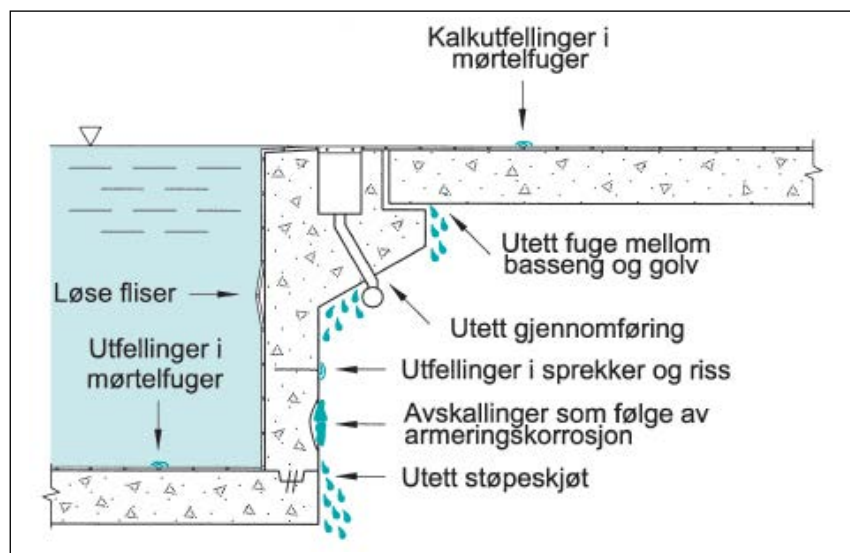 Kalkutfellinger i
mørtelfuger
Utett fuge mellom
basseng og golv
Løse fliser
Utett gjennomføring
Utfellinger i
mørtelfuger
Utfellinger i sprekker og riss
Avskallinger som følge av
armeringskorrosjon
Utett støpeskjøt